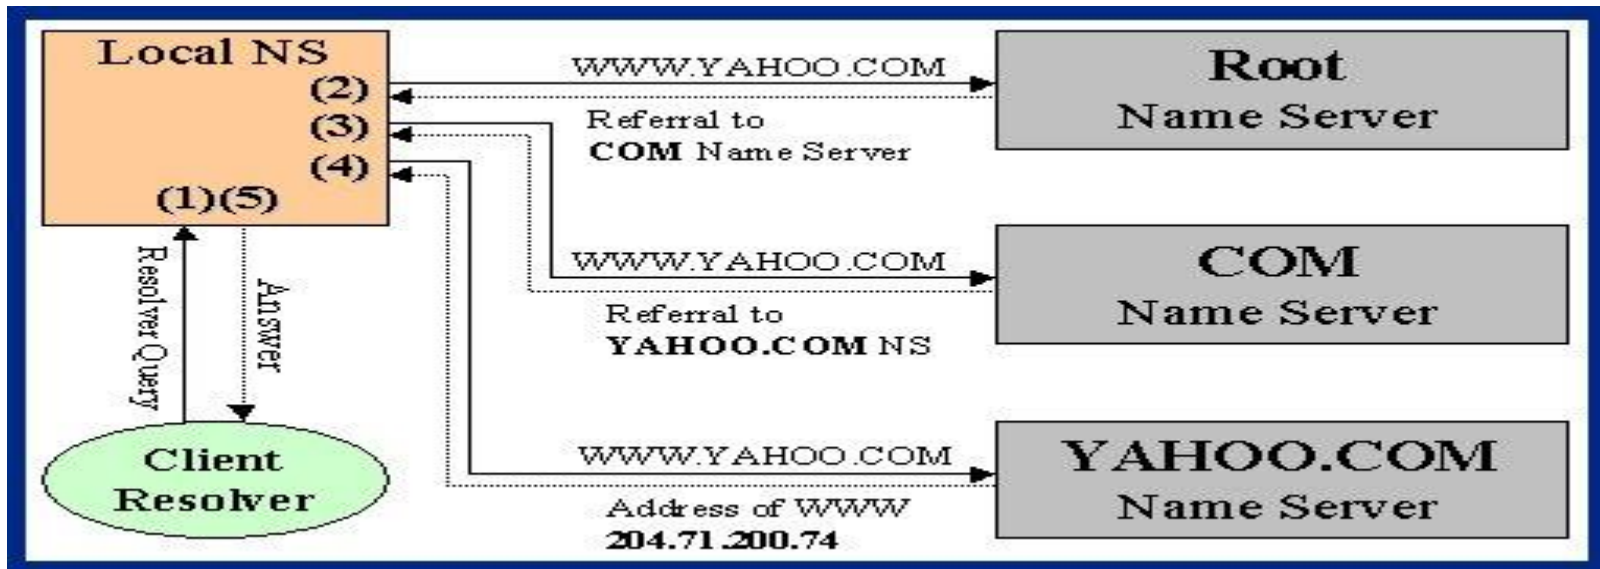 Local NS
(2)
(3)
(4)
(1)(5)
Resolver Query
Answer
Client
Resolver
WWW.YAHOO.COM
Referral to
COM Name Server
Root
Name Server
WWW.YAHOO.COM
Referral to
YAHOO.COM NS
COM
Name Server
WWW.YAHOO.COM
Address of WWW
204.71.200.74
YAHOO.COM
Name Server